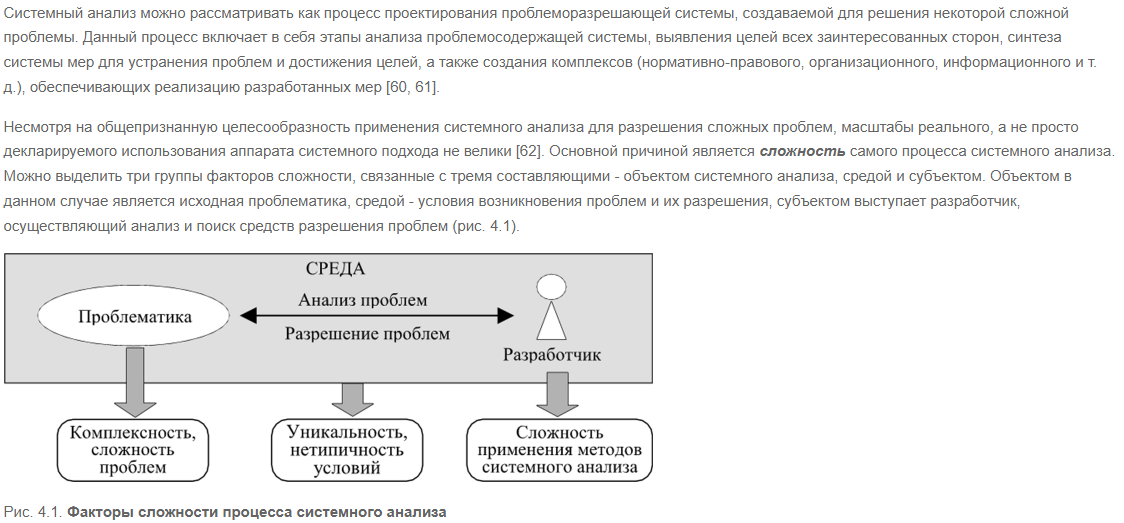 Системный анализ можно рассматривать как процесс проектирования проблеморазрешающей системы, создаваемой для решения некоторой сложной
проблемы. Данный процесс включает в себя этапы анализа проблемосодержащей системы, выявления целей всех заинтересованных сторон, синтеза
системы мер для устранения проблем и достижения целей, а также создания комплексов (нормативно-правового, организационного, информационного и т.
д.), обеспечивающих реализацию разработанных мер [60, 61].
Несмотря на общепризнанную целесообразность применения системного анализа для разрешения сложных проблем, масштабы реального, а не просто
декларируемого использования аппарата системного подхода не велики [62]. Основной причиной является сложность самого процесса системного анализа.
Можно выделить три группы факторов сложности, связанные с тремя составляющими - объектом системного анализа, средой и субъектом. Объектом в
данном случае является исходная проблематика, средой - условия возникновения проблем и их разрешения, субъектом выступает разработчик,
осуществляющий анализ и поиск средств разрешения проблем (рис. 4.1).
СРЕДА
Проблематика
Анализ проблем
Разрешение проблем
Разработчик
Комплексность,
сложность
проблем
Уникальность,
нетипичность
условий
Сложность
применения методов
системного анализа
Рис. 4.1. Факторы сложности процесса системного анализа